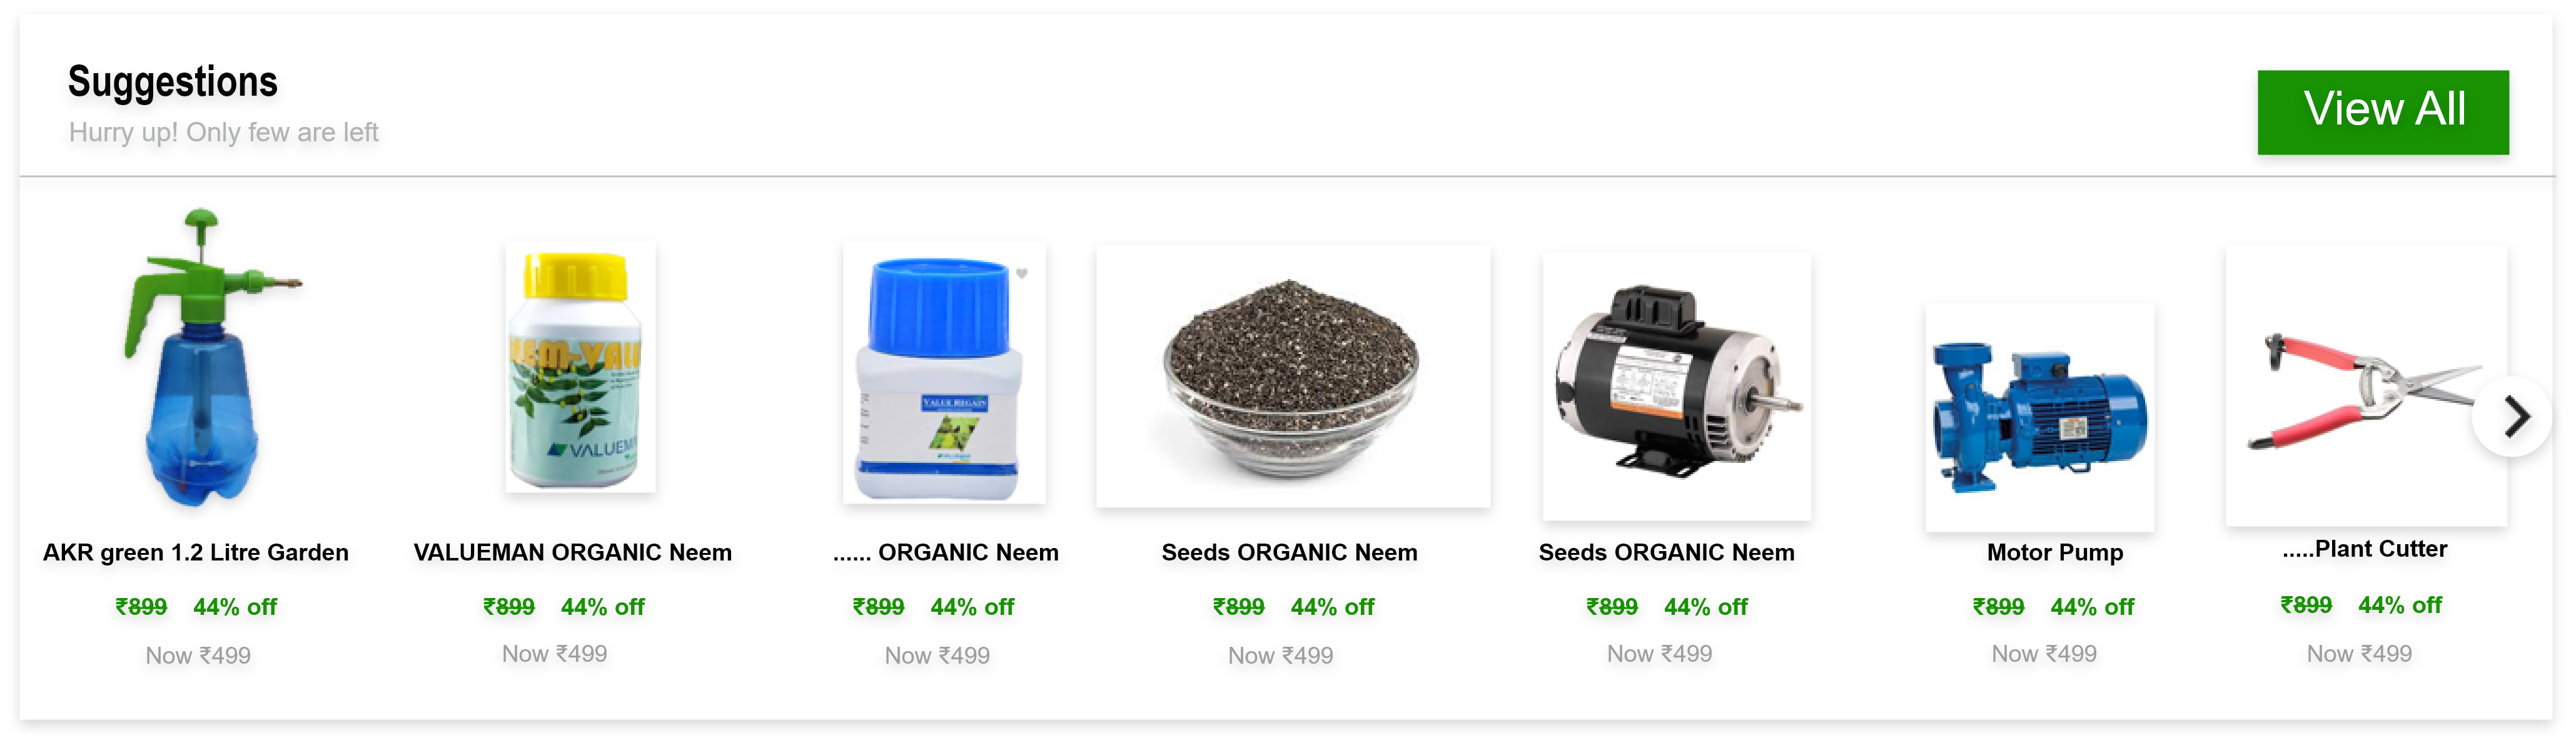 Suggestions
Hurry up! Only few are left
View All
VALUEM
VALUE REGAIN
AKR green 1.2 Litre Garden
VALUEMAN ORGANIC Neem
...... ORGANIC Neem
Seeds ORGANIC Neem
Seeds ORGANIC Neem
Motor Pump
.....Plant Cutter
₹899 44% off
₹899 44% off
₹899 44% off
₹899 44% off
₹899 44% off
₹899 44% off
₹899 44% off
Now ₹499
Now ₹499
Now ₹499
Now ₹499
Now ₹499
Now ₹499
Now ₹499